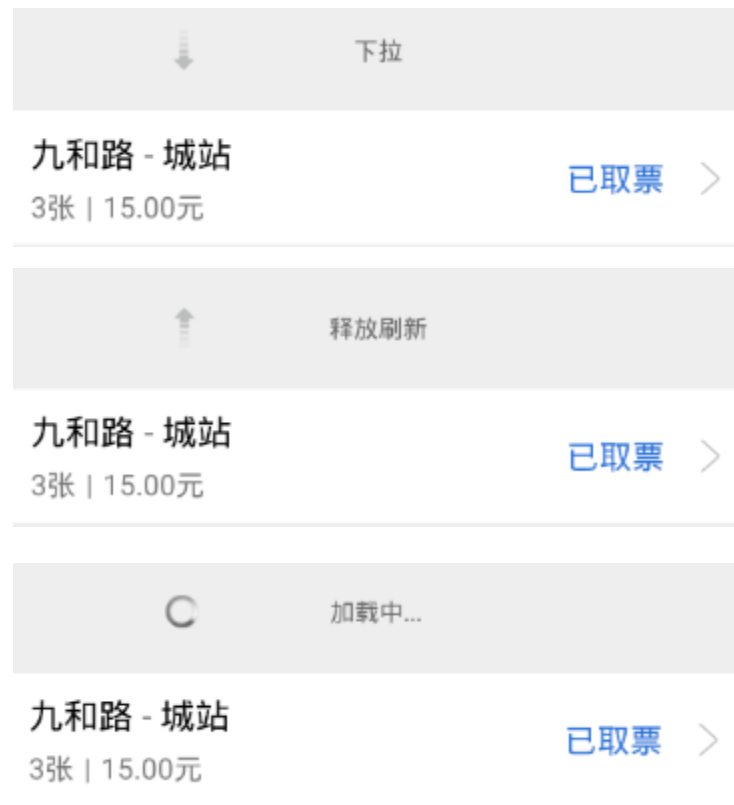 下拉
九和路 - 城站
已取票
3张 | 15.00元
释放刷新
九和路 - 城站
已取票
3张 | 15.00元
加载中...
九和路 - 城站
已取票
3张 | 15.00元